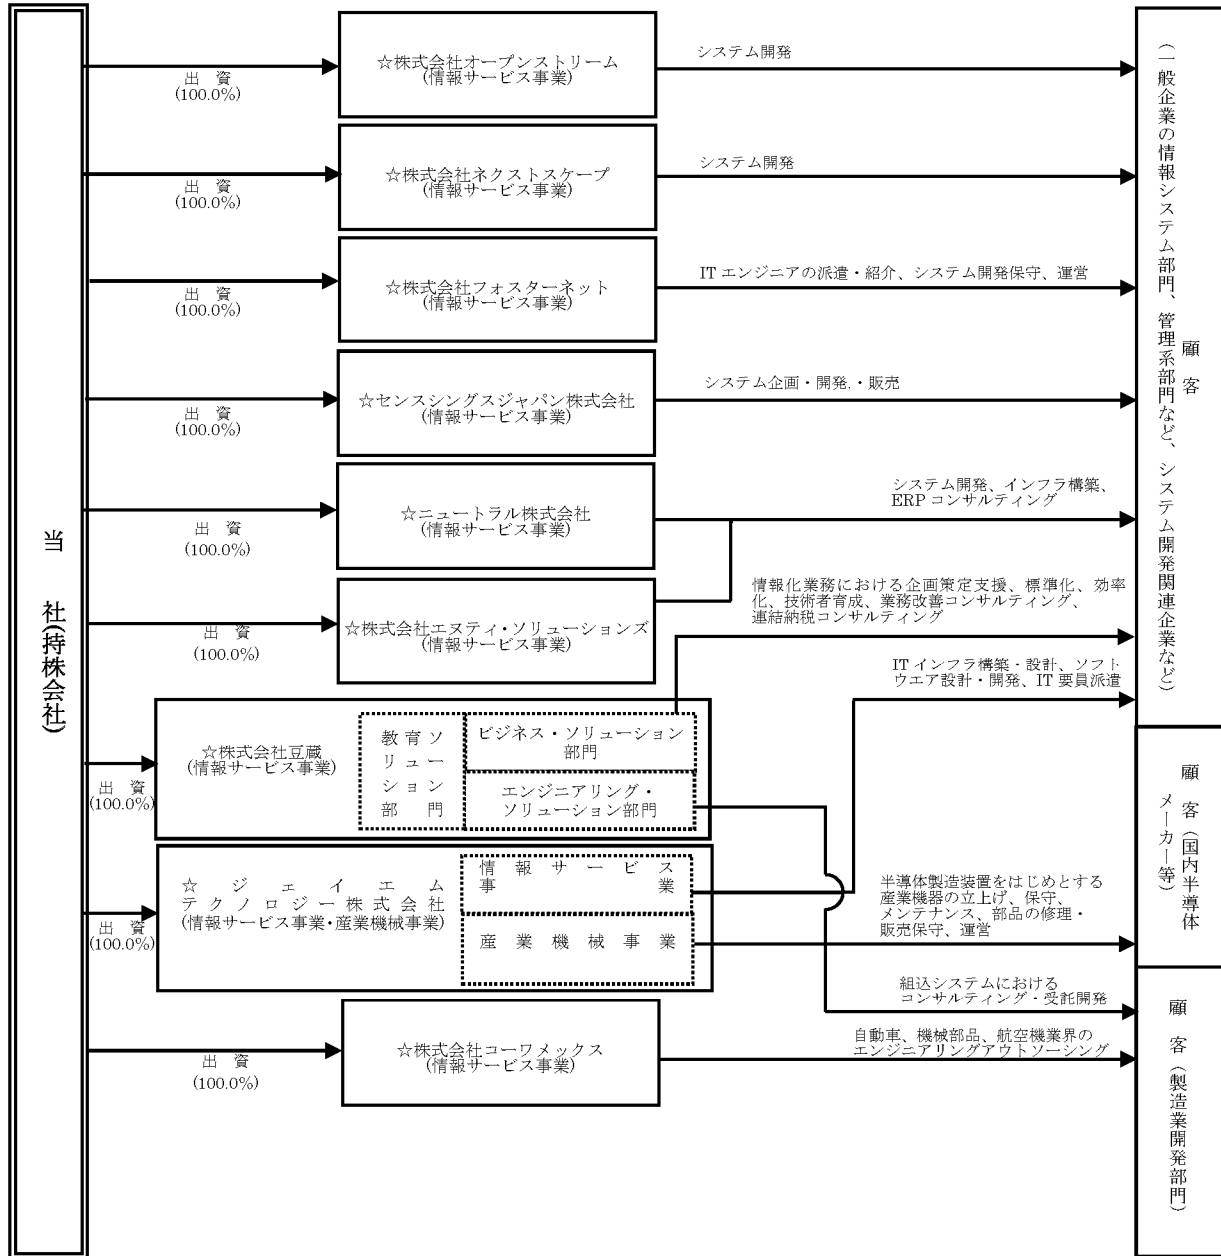 当　社(持株会社)
出　資
(100.0%)
☆株式会社オープンストリーム
(情報サービス事業)
システム開発
出　資
(100.0%)
☆株式会社ネクストスケープ
(情報サービス事業)
システム開発
出　資
(100.0%)
☆株式会社フォスターネット
(情報サービス事業)
IT エンジニアの派遣・紹介、システム開発保守、運営
出　資
(100.0%)
☆センスシングスジャパン株式会社
(情報サービス事業)
システム企画・開発.・販売
出　資
(100.0%)
☆ニュートラル株式会社
(情報サービス事業)
システム開発、インフラ構築、
ERP コンサルティング
出　資
(100.0%)
☆株式会社エヌティ・ソリューションズ
(情報サービス事業)
情報化業務における企画策定支援、標準化、効率
化、技術者育成、業務改善コンサルティング、
連結納税コンサルティング
出　資
(100.0%)
☆株式会社豆蔵
(情報サービス事業)
教育ソ
リュー
ション
部　門
ビジネス・ソリューション
部門
エンジニアリング・
ソリューション部門
IT インフラ構築・設計、ソフト
ウエア設計・開発、IT 要員派遣
出　資
(100.0%)
☆ジェイエム
テクノロジー株式会社
(情報サービス事業・産業機械事業)
情報サービス
事業
産業機械事業
半導体製造装置をはじめとする
産業機器の立上げ、保守、
メンテナンス、部品の修理・
販売保守、運営
組込システムにおける
コンサルティング・受託開発
出　資
(100.0%)
☆株式会社コーワメックス
(情報サービス事業)
自動車、機械部品、航空機業界の
エンジニアリングアウトソーシング
顧　客
(一般企業の情報システム部門、管理系部門など、システム開発関連企業など)
顧　客(国内半導体
メーカー等)
顧　客(製造業開発部門)